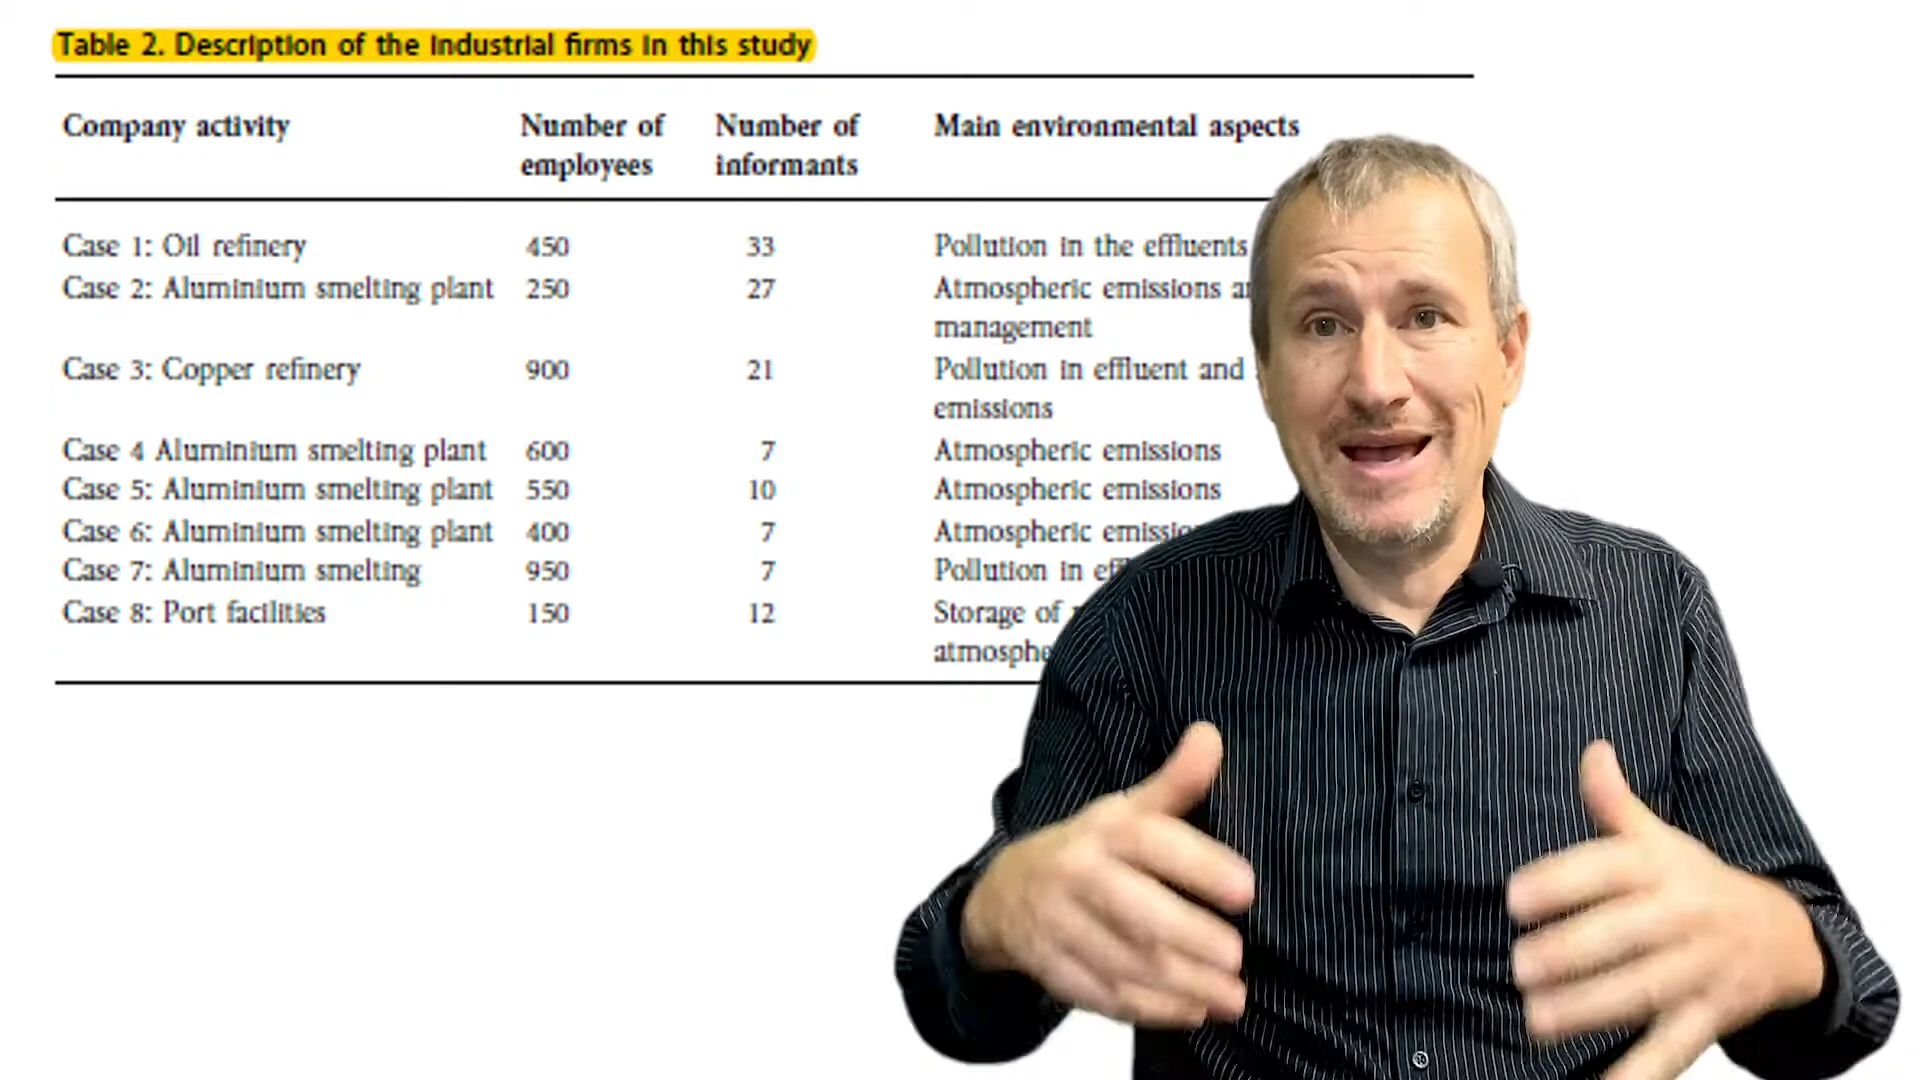 Table 2. Description of the industrial firms in this study
Company activity Number of Number of Main environmental aspects
employees informants
Case 1: Oil refinery 450 33 Pollution in the effluents
Case 2: Aluminium smelting plant 250 27 Atmospheric emissions
management
Case 3: Copper refinery 900 21 Pollution in effluent and
emissions
Case 4 Aluminium smelting plant 600 7 Atmospheric emissions
Case 5: Aluminium smelting plant 550 10 Atmospheric emissions
Case 6: Aluminium smelting plant 400 7 Atmospheric
Case 7: Aluminium smelting 950 7 Pollution in
Case 8: Port facilities 150 12 Storage of